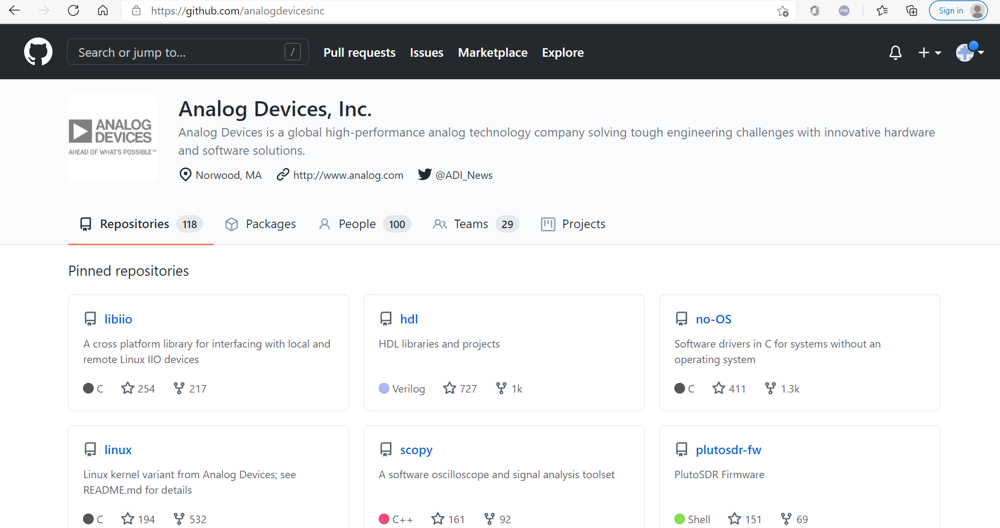 https://github.com/analogdevicesinc
me
Sign in
Search or jump to...
/
Pull requests
Issues
Marketplace
Explore
ANALOG
DEVICES
AHEAD OF WHAT'S POSSIBLE™
Analog Devices, Inc.
Analog Devices is a global high-performance analog technology company solving tough engineering challenges with innovative hardware
and software solutions.
Norwood, MA
http://www.analog.com
@ADI_News
Repositories 118
Packages
People 100
Teams 29
Projects
Pinned repositories
libiio
A cross platform library for interfacing with local and
remote Linux IIO devices
C 254 217
hdl
HDL libraries and projects
Verilog 727 1k
no-OS
Software drivers in C for systems without an
operating system
C 411 1.3k
linux
Linux kernel variant from Analog Devices; see
README.md for details
C 194 532
scopy
A software oscilloscope and signal analysis toolset
C++ 161 92
plutosdr-fw
PlutoSDR Firmware
Shell 151 69